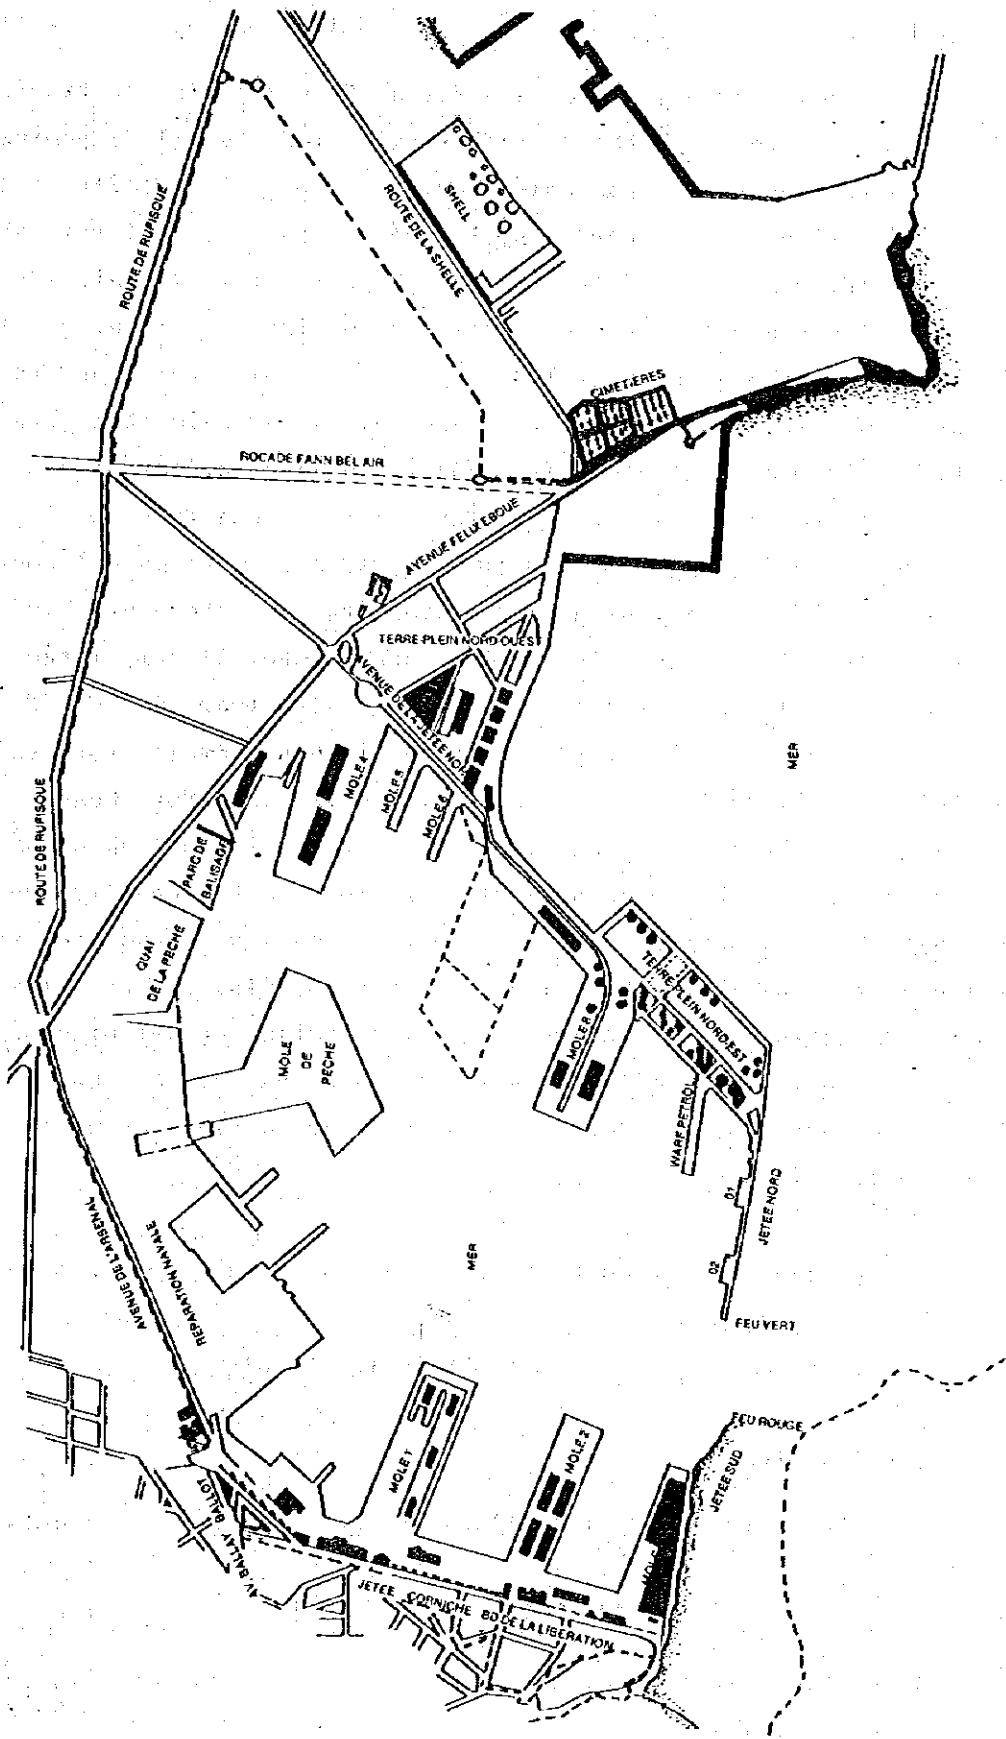 ROUTE DE RUFISQUE
ROUTE DE LA SHELLE
SHELL
CIMETIERES
ROCADE FANN BEL AIR
AVENUE FELIX EBOUE
TERRE-PLEIN NORD-OUEST
AVENUE DE LA JETEE NOR
MOLE 4
MOLE 5
MOLE 6
MER
ROUTE DE RUFISQUE
PARC DE
BALISAGE
QUAI
DE LA PECHE
MOLE
DE
PECHE
MOLE 8
TERRE PLEIN NORD-EST
WARF PETROL
01
02
JETEE NORD
FEU VERT
MER
AVENUE DE L'ARSENAL
REPARATION NAVALE
MOLE 1
MOLE 2
MOLE
FEU ROUGE
JETEE SUD
AV. BALLAY BALLOT
JETEE CORNICHE BD DE LA LIBERATION